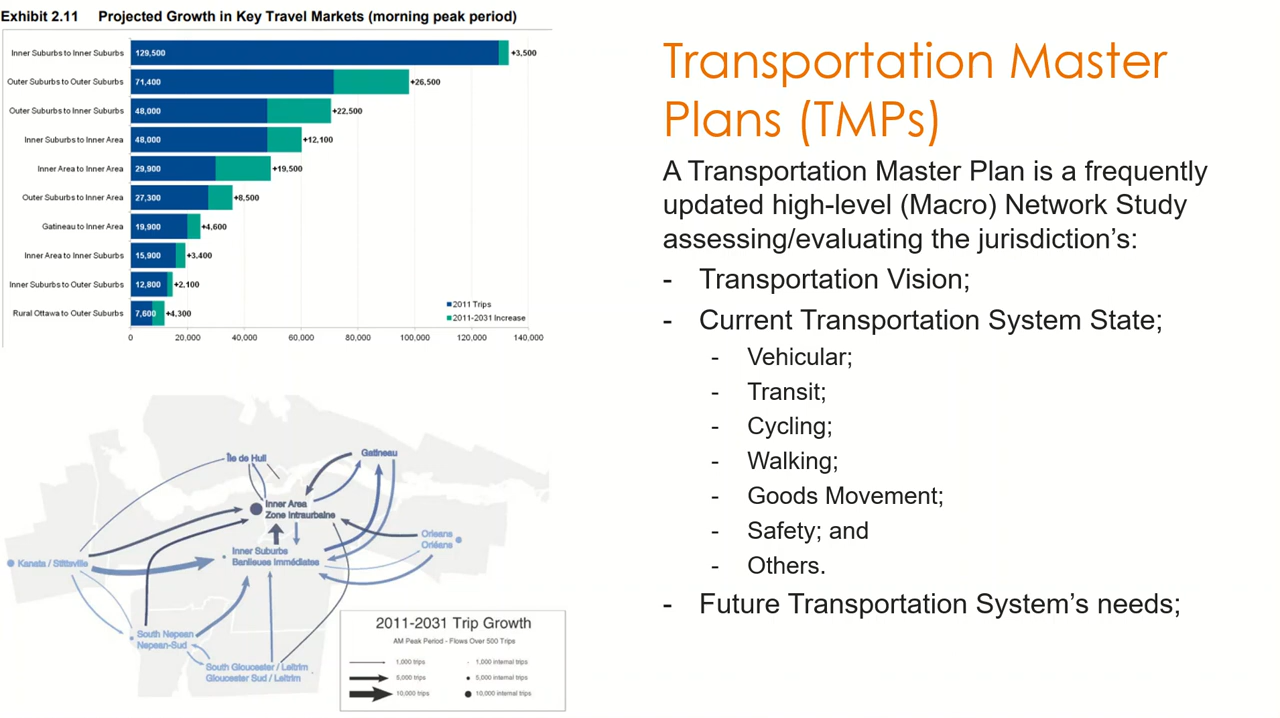 Exhibit 2.11 Projected Growth in Key Travel Markets (morning peak period)
Inner Suburbs to Inner Suburbs 129,500 +3,500
Outer Suburbs to Outer Suburbs 71,400 +26,500
Outer Suburbs to Inner Suburbs 48,000 +22,500
Inner Suburbs to Inner Area 48,000 +12,100
Inner Area to Inner Area 29,900 +19,500
Outer Suburbs to Inner Area 27,300 +8,500
Gatineau to Inner Area 19,900 +4,600
Inner Area to Inner Suburbs 15,900 +3,400
Inner Suburbs to Outer Suburbs 12,800 +2,100
Rural Ottawa to Outer Suburbs 7,600 +4,300
2011 Trips
2011-2031 Increase
0 20,000 40,000 60,000 80,000 100,000 120,000 140,000
Île de Hull
Gatineau
Inner Area
Zone Intraurbaine
Orleans
Orléans
Inner Suburbs
Banlieues Immédiates
Kanata / Stittsville
South Nepean
Nepean-Sud
South Gloucester / Leitrim
Gloucester Sud / Leitrim
2011-2031 Trip Growth
AM Peak Period - Flows Over 500 Trips
1,000 trips 1,000 internal trips
5,000 trips 5,000 internal trips
10,000 trips 10,000 internal trips
Transportation Master
Plans (TMPs)
A Transportation Master Plan is a frequently
updated high-level (Macro) Network Study
assessing/evaluating the jurisdiction's:
- Transportation Vision;
- Current Transportation System State;
- Vehicular;
- Transit;
- Cycling;
- Walking;
- Goods Movement;
- Safety; and
- Others.
- Future Transportation System's needs;